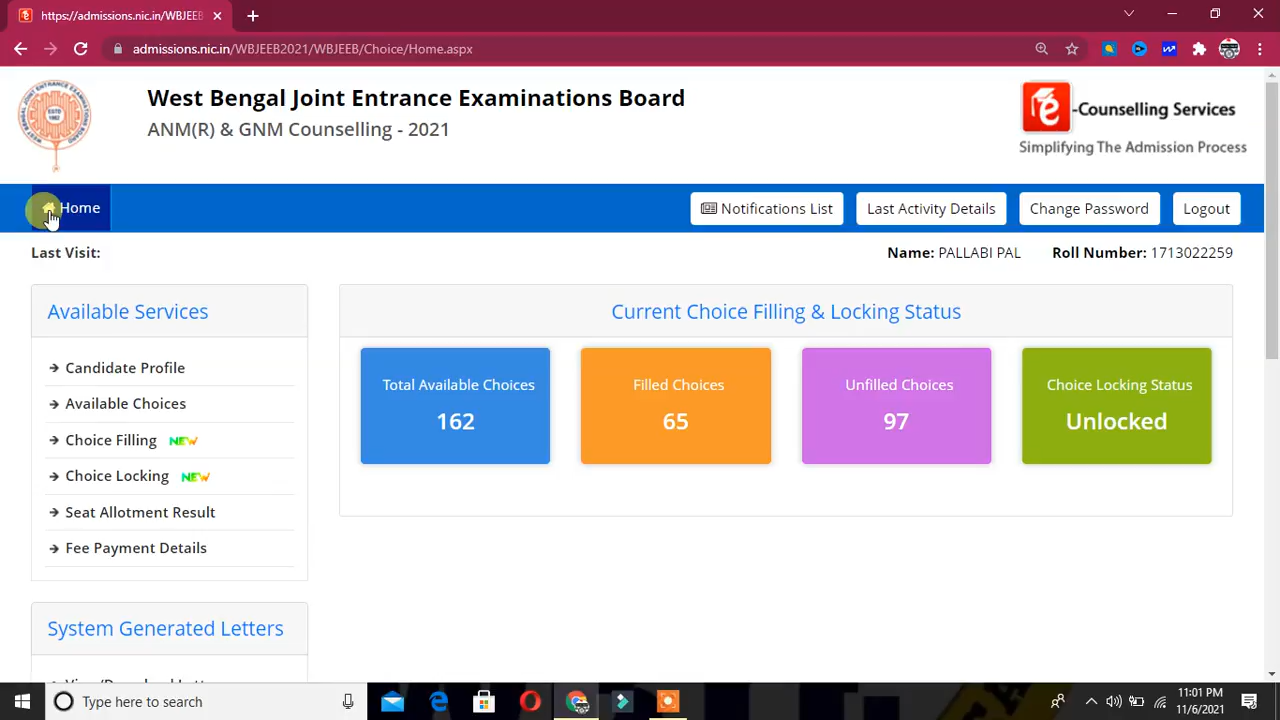 https://admissions.nic.in/WBJEEB
admissions.nic.in/WBJEEB2021/WBJEEB/Choice/Home.aspx
West Bengal Joint Entrance Examinations Board
ANM(R) & GNM Counselling - 2021
e-Counselling Services
Simplifying The Admission Process
Home
Notifications List
Last Activity Details
Change Password
Logout
Last Visit:
Name: PALLABI PAL
Roll Number: 1713022259
Available Services
Candidate Profile
Available Choices
Choice Filling NEW
Choice Locking NEW
Seat Allotment Result
Fee Payment Details
System Generated Letters
Current Choice Filling & Locking Status
Total Available Choices
162
Filled Choices
65
Unfilled Choices
97
Choice Locking Status
Unlocked
Type here to search
11:01 PM
11/6/2021